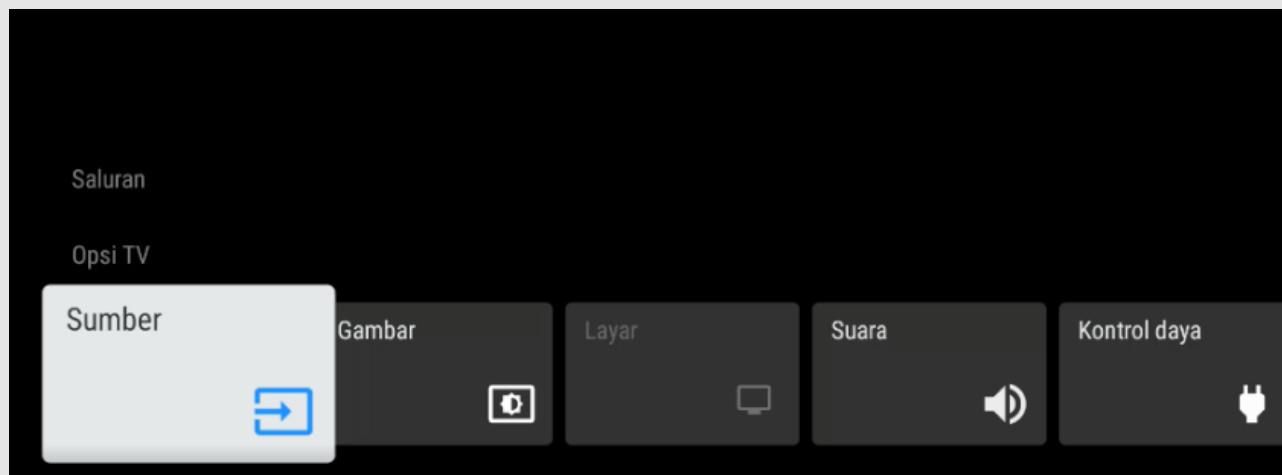 Saluran
Opsi TV
Sumber
Gambar
Layar
Suara
Kontrol daya